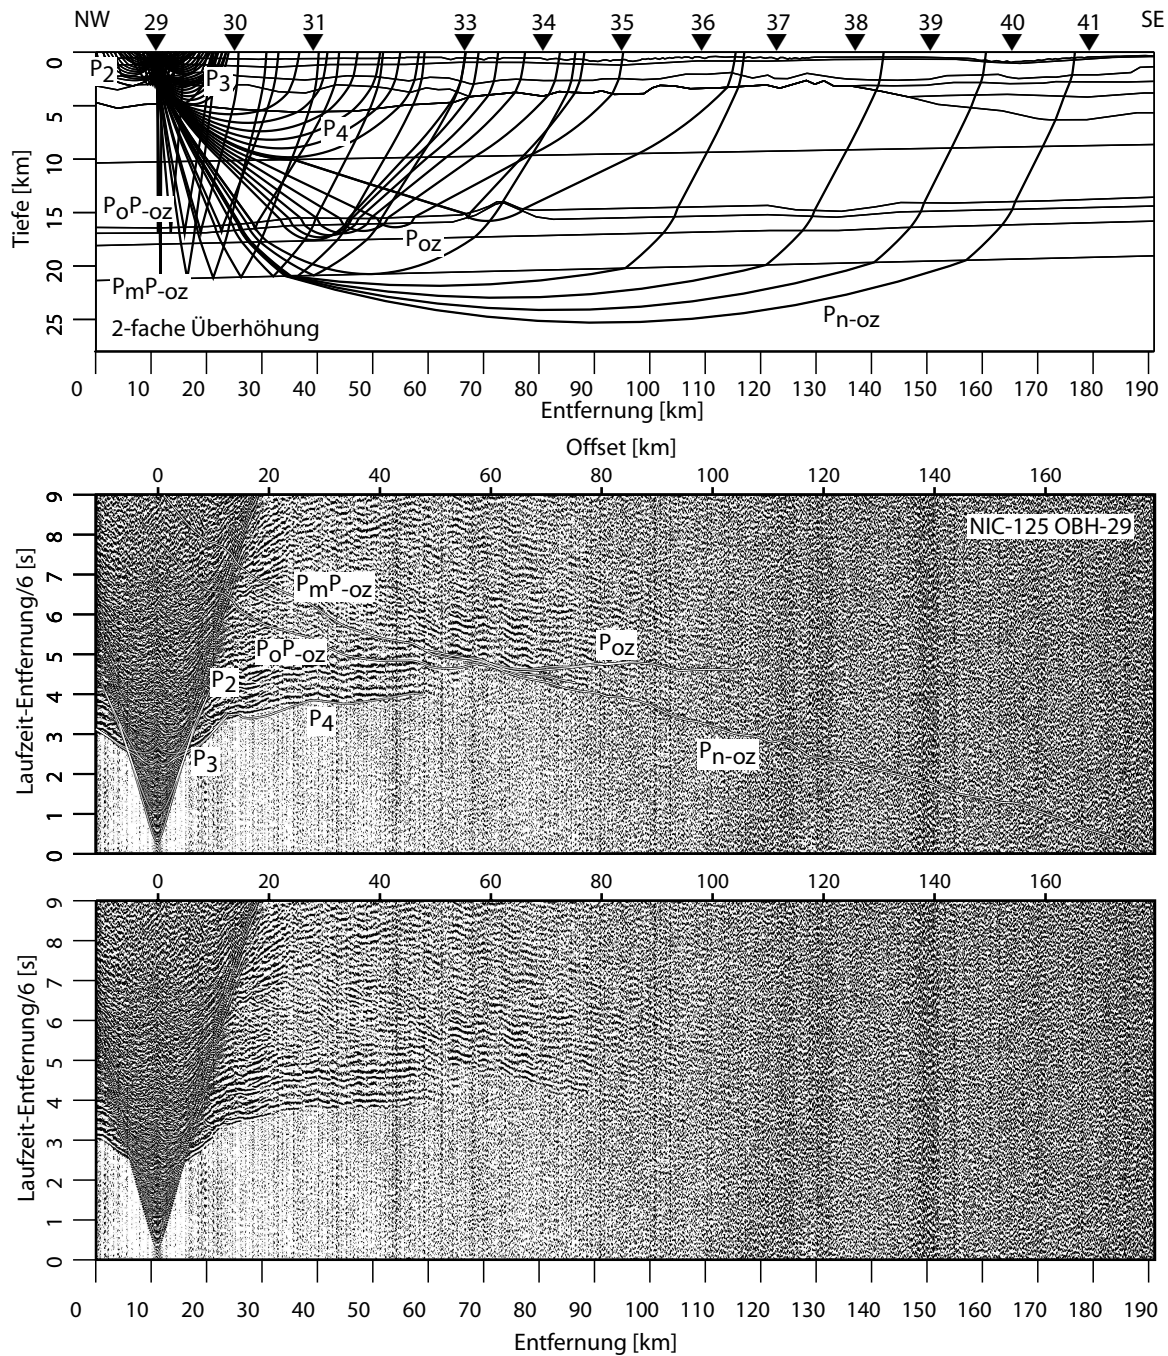 NW 29 30 31 33 34 35 36 37 38 39 40 41 SE
0
5
10
15
20
25
Tiefe [km]
P2
P3
P4
PoP-oz
Poz
PmP-oz
Pn-oz
2-fache Überhöhung
0 10 20 30 40 50 60 70 80 90 100 110 120 130 140 150 160 170 180 190
Entfernung [km]
Offset [km]
0 20 40 60 80 100 120 140 160
9
8
7
6
5
4
3
2
1
0
Laufzeit-Entfernung/6 [s]
NIC-125 OBH-29
PmP-oz
PoP-oz
Poz
P2
P4
P3
Pn-oz
0 20 40 60 80 100 120 140 160
9
8
7
6
5
4
3
2
1
0
Laufzeit-Entfernung/6 [s]
0 10 20 30 40 50 60 70 80 90 100 110 120 130 140 150 160 170 180 190
Entfernung [km]